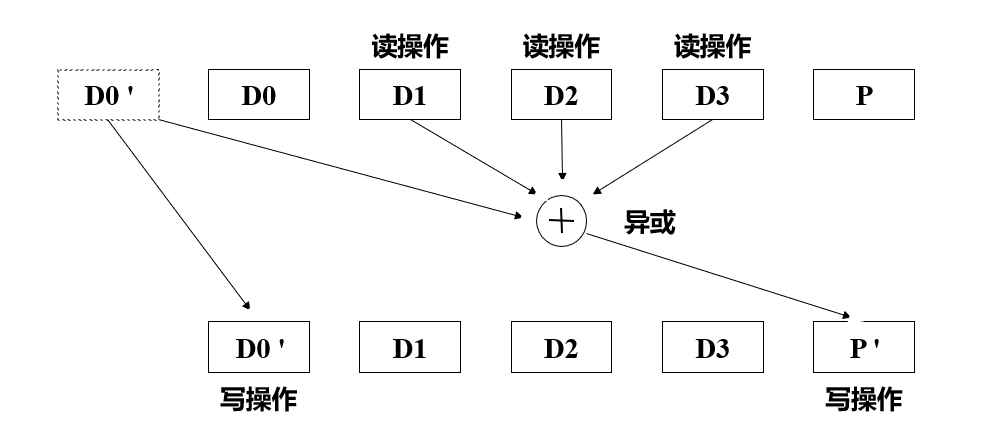 读操作 读操作 读操作
D0 ' D0 D1 D2 D3 P
异或
D0 ' D1 D2 D3 P '
写操作 写操作